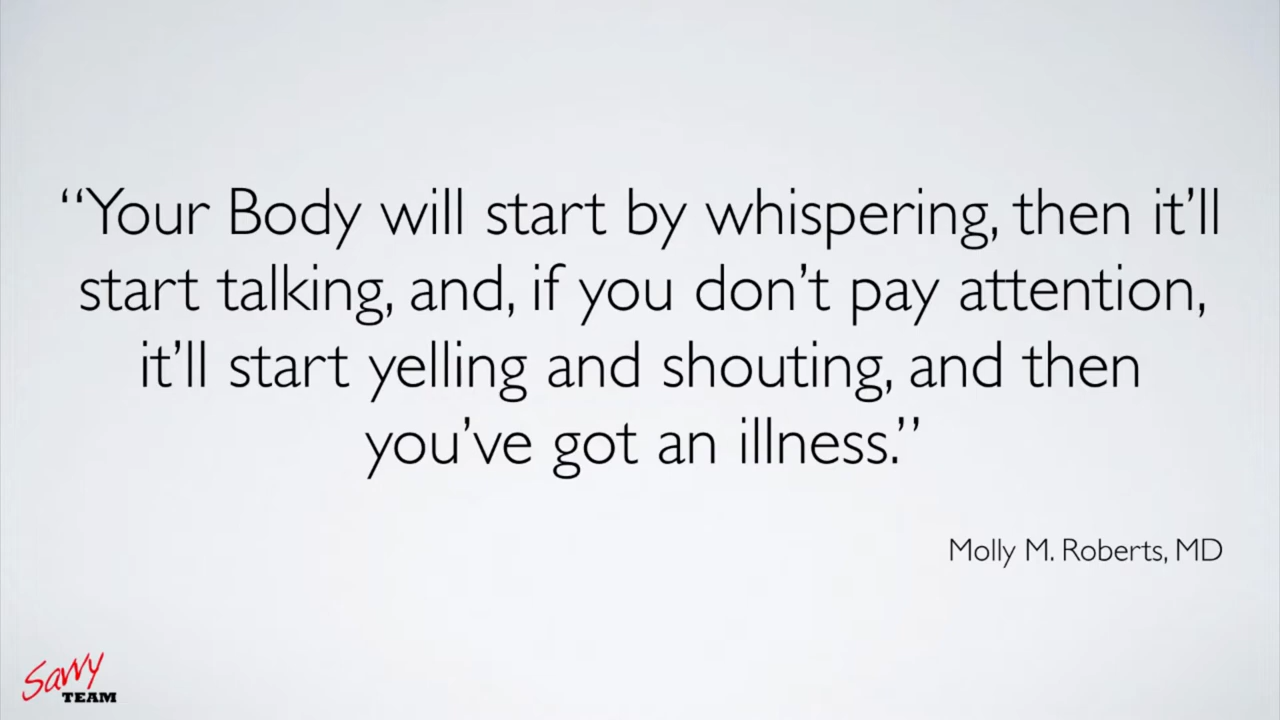 “Your Body will start by whispering, then it’ll
start talking, and, if you don’t pay attention,
it’ll start yelling and shouting, and then
you’ve got an illness.”
Molly M. Roberts, MD
Savvy
TEAM